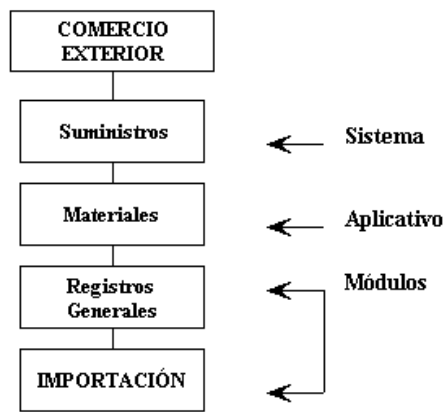 COMERCIO
EXTERIOR
Suministros
Sistema
Materiales
Aplicativo
Registros
Generales
Módulos
IMPORTACIÓN